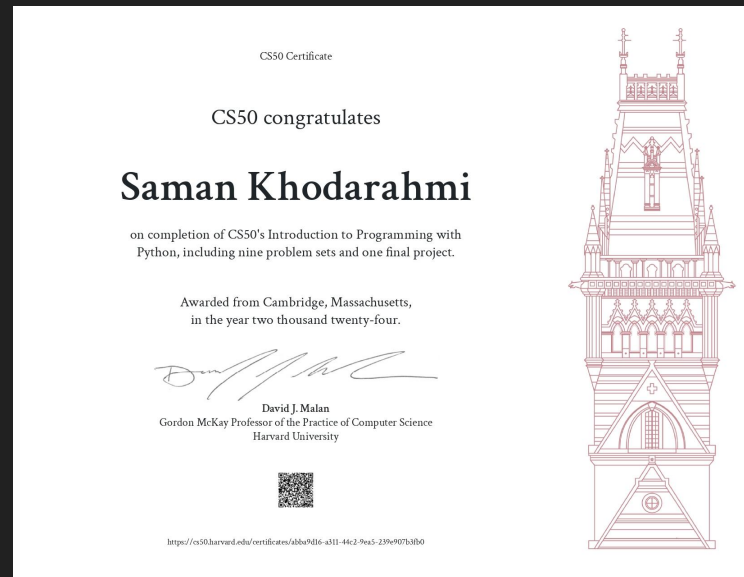 CS50 Certificate
CS50 congratulates
Saman Khodarahmi
on completion of CS50's Introduction to Programming with
Python, including nine problem sets and one final project.
Awarded from Cambridge, Massachusetts,
in the year two thousand twenty-four.
David J. Malan
Gordon McKay Professor of the Practice of Computer Science
Harvard University
https://cs50.harvard.edu/certificates/abba9d16-a311-44c2-9ea5-239e907b3fb0